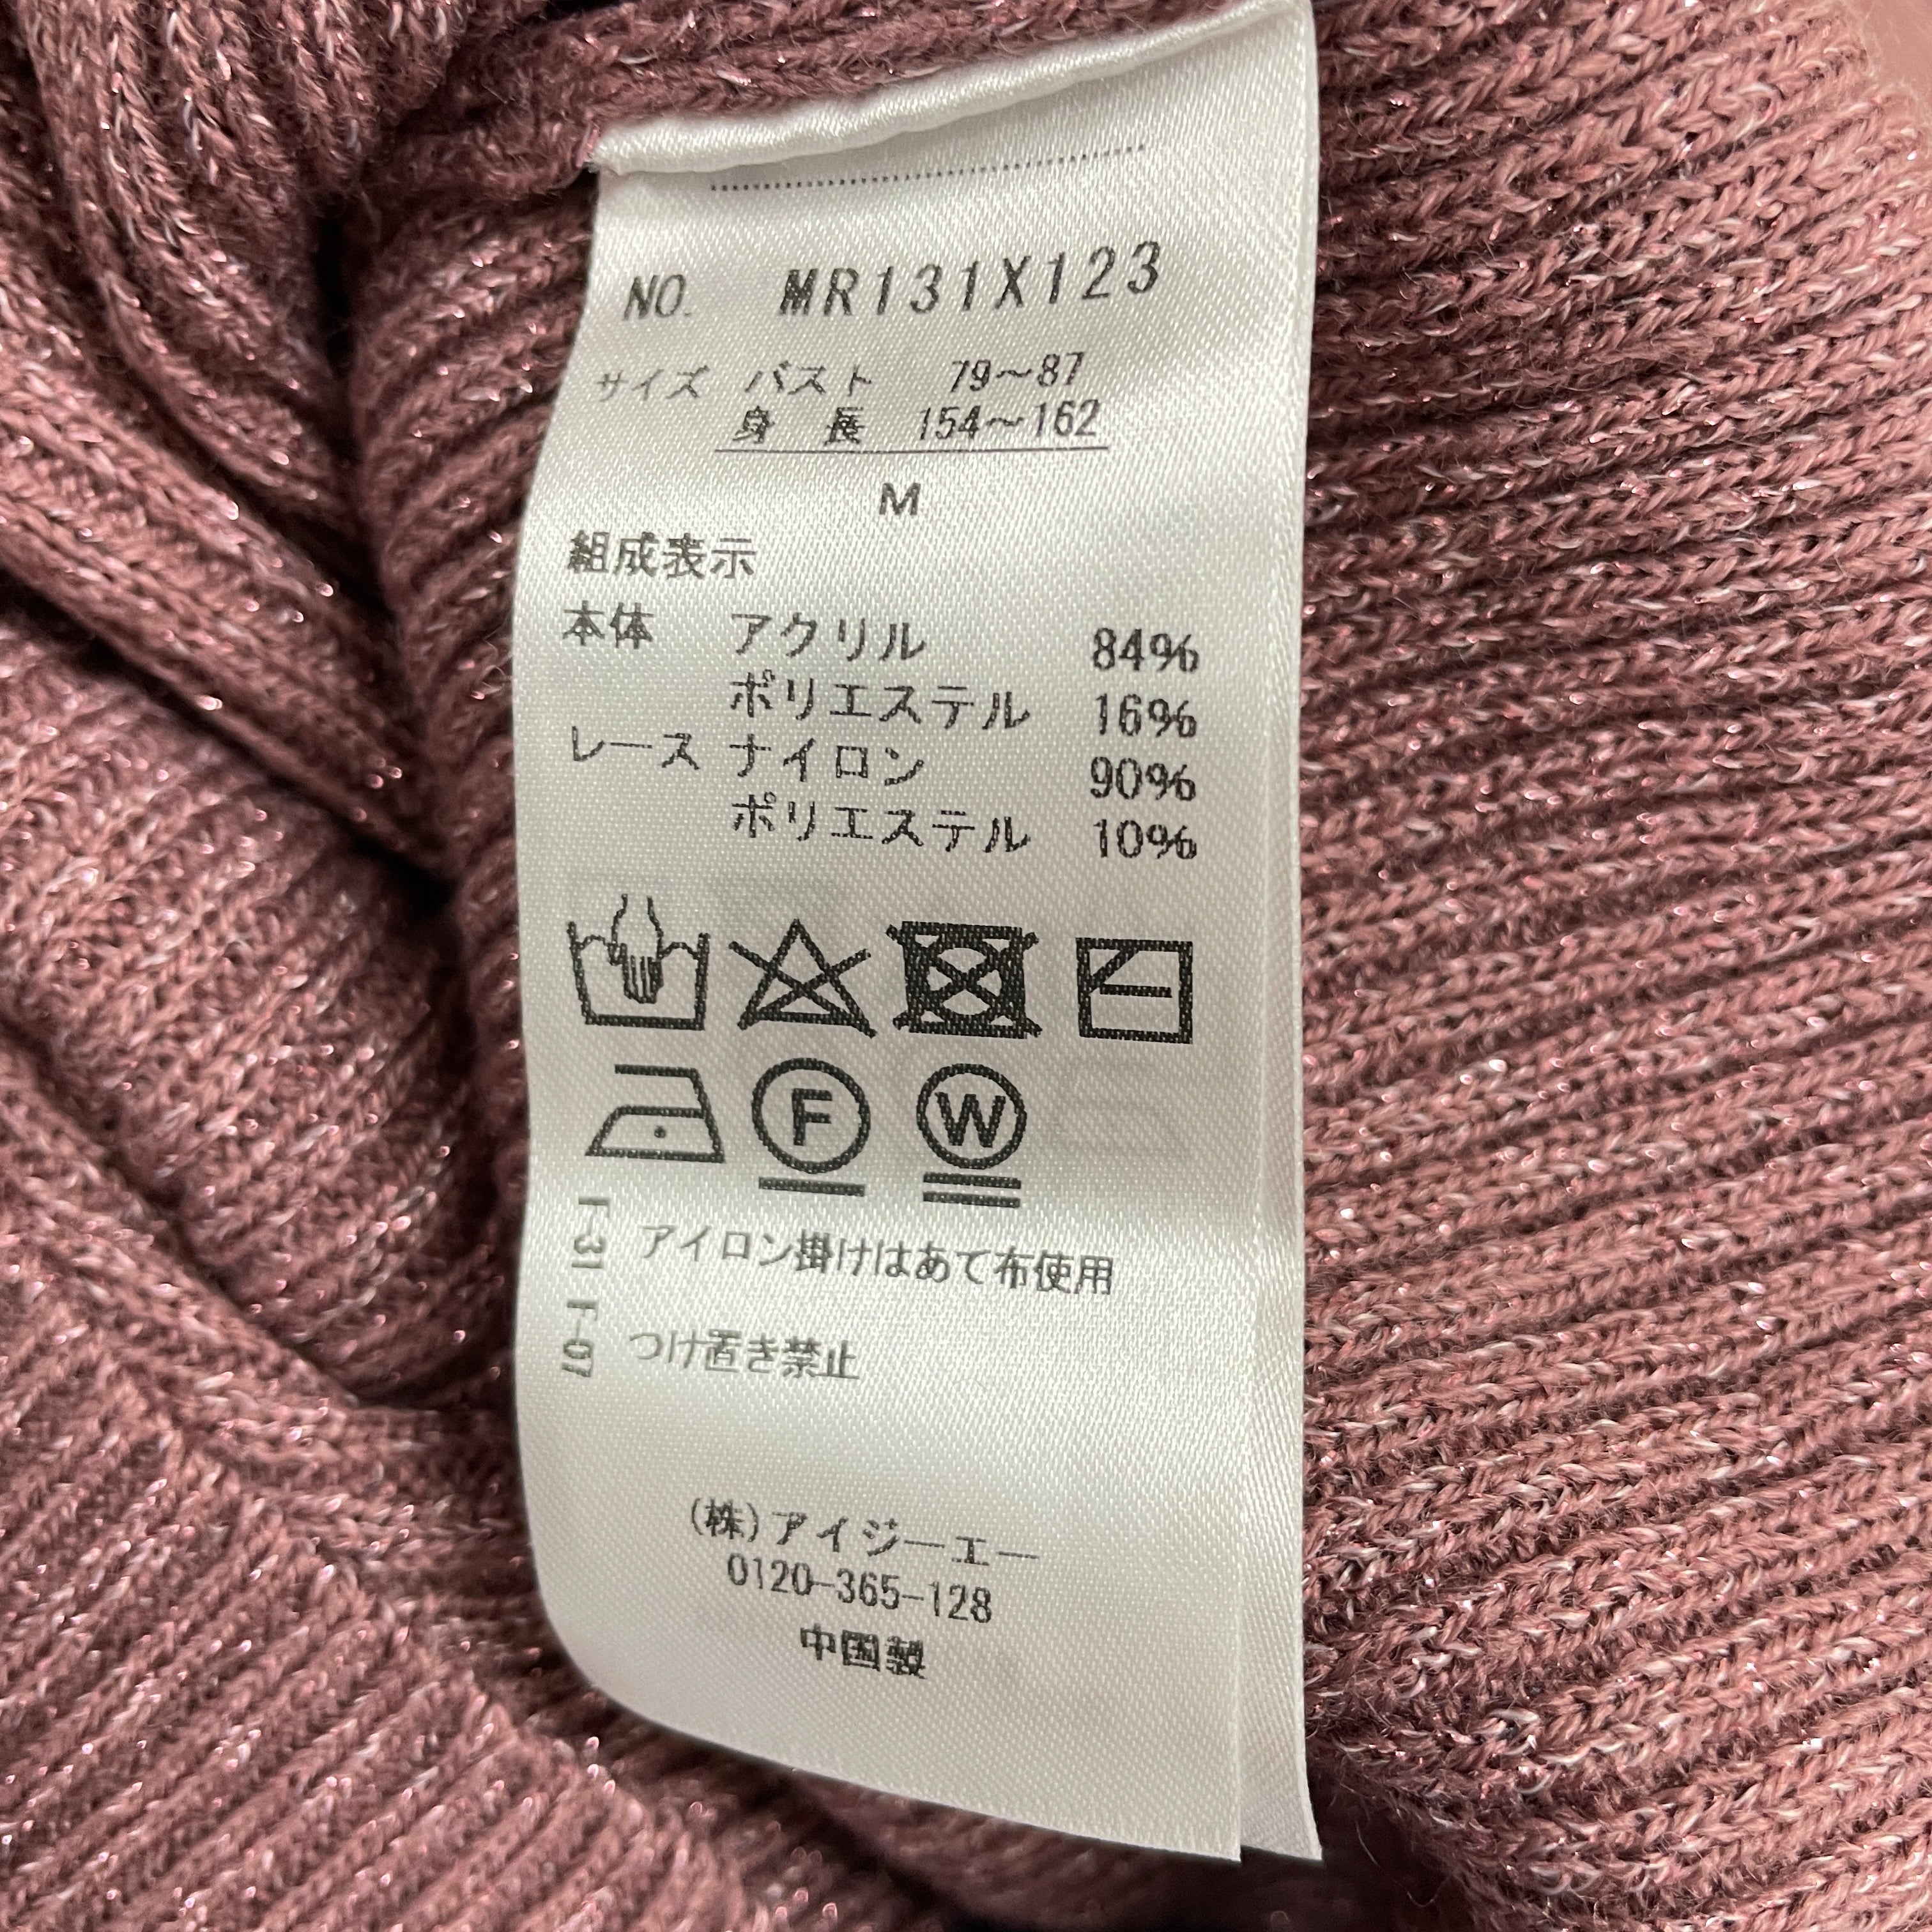 NO. MR131X123
サイズ バスト 79～87
身長 154～162
M
組成表示
本体 アクリル 84%
ポリエステル 16%
レース ナイロン 90%
ポリエステル 10%
F W
アイロン掛けはあて布使用
つけ置き禁止
F-31 F-07
(株)アイジーエー
0120-365-128
中国製